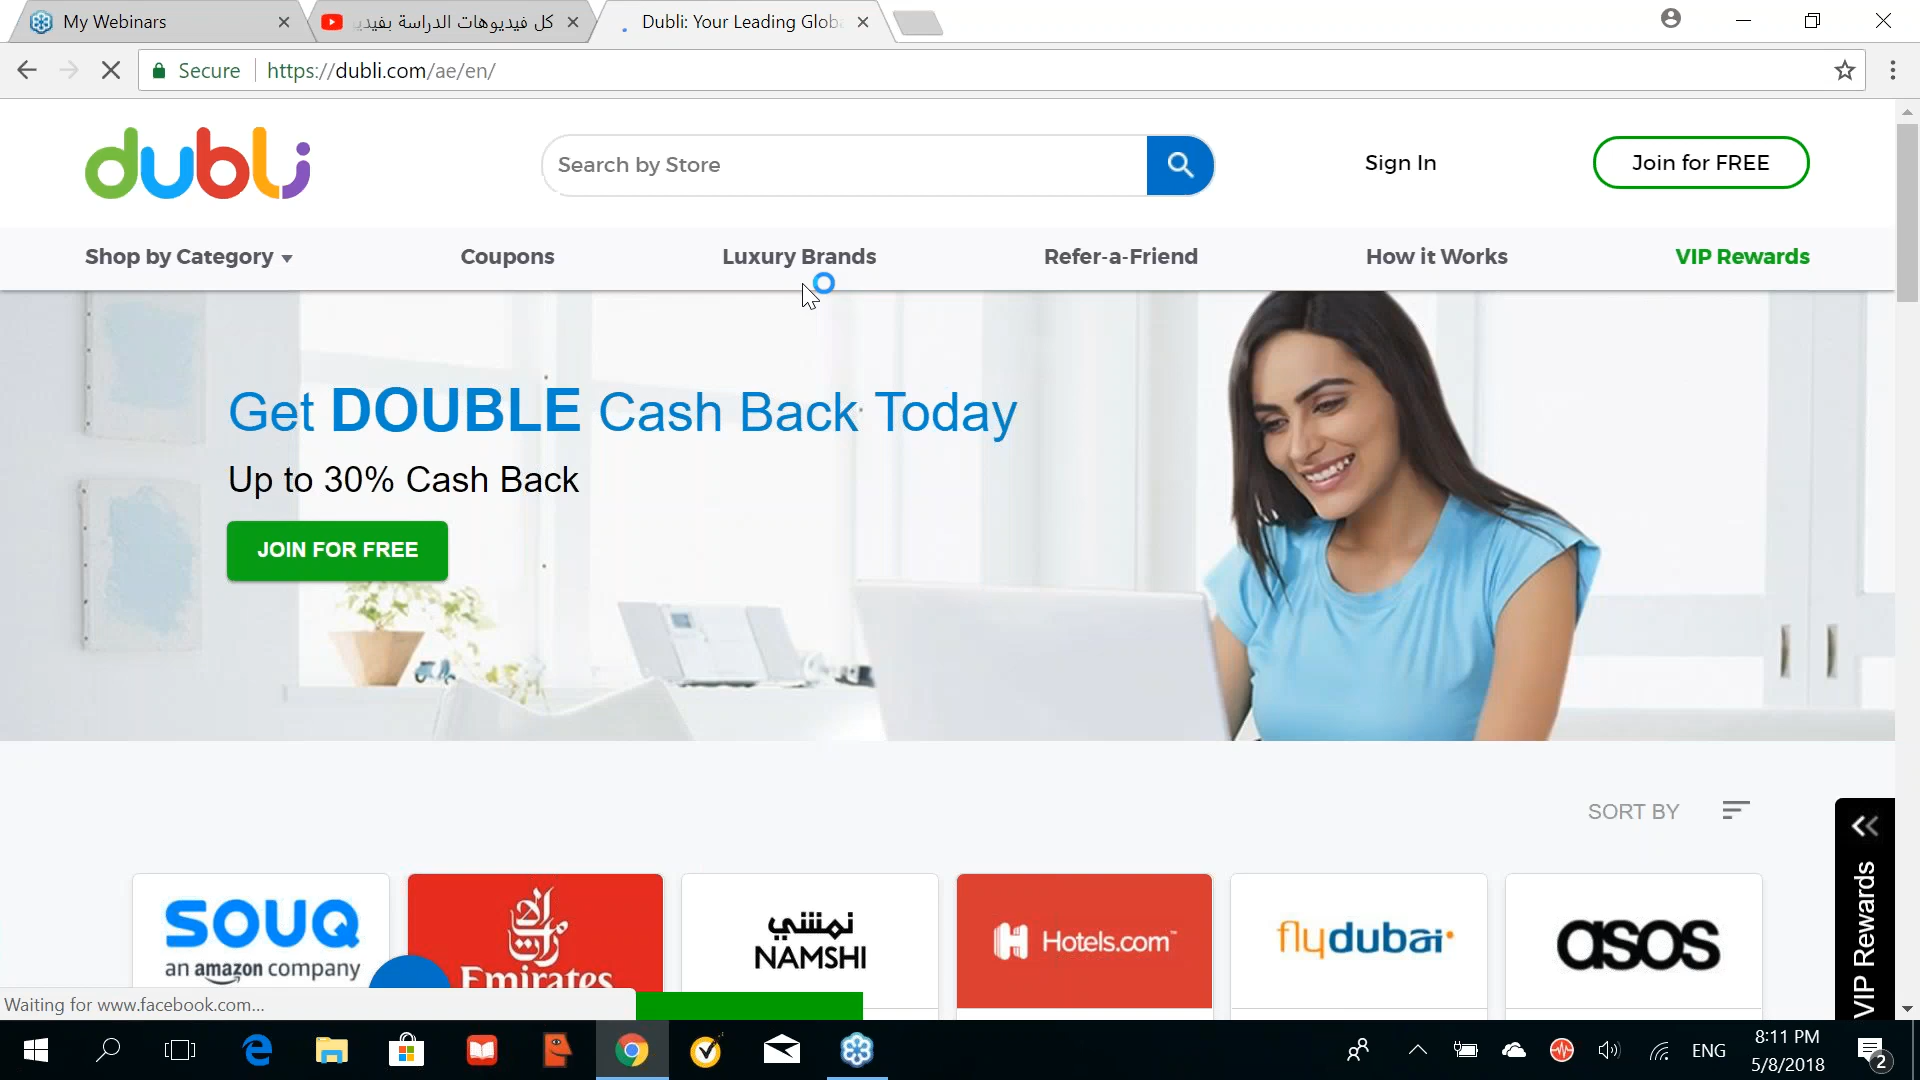 My Webinars
كل فيديوهات الدراسة بفيديو
Dubli: Your Leading Glob
Secure
https://dubli.com/ae/en/
dubli
Search by Store
Sign In
Join for FREE
Shop by Category
Coupons
Luxury Brands
Refer-a-Friend
How it Works
VIP Rewards
Get DOUBLE Cash Back Today
Up to 30% Cash Back
JOIN FOR FREE
SORT BY
souq
an amazon company
Emirates
نمشي
NAMSHI
H Hotels.com™
flydubai
asos
VIP Rewards
Waiting for www.facebook.com...
ENG
8:11 PM
5/8/2018
2